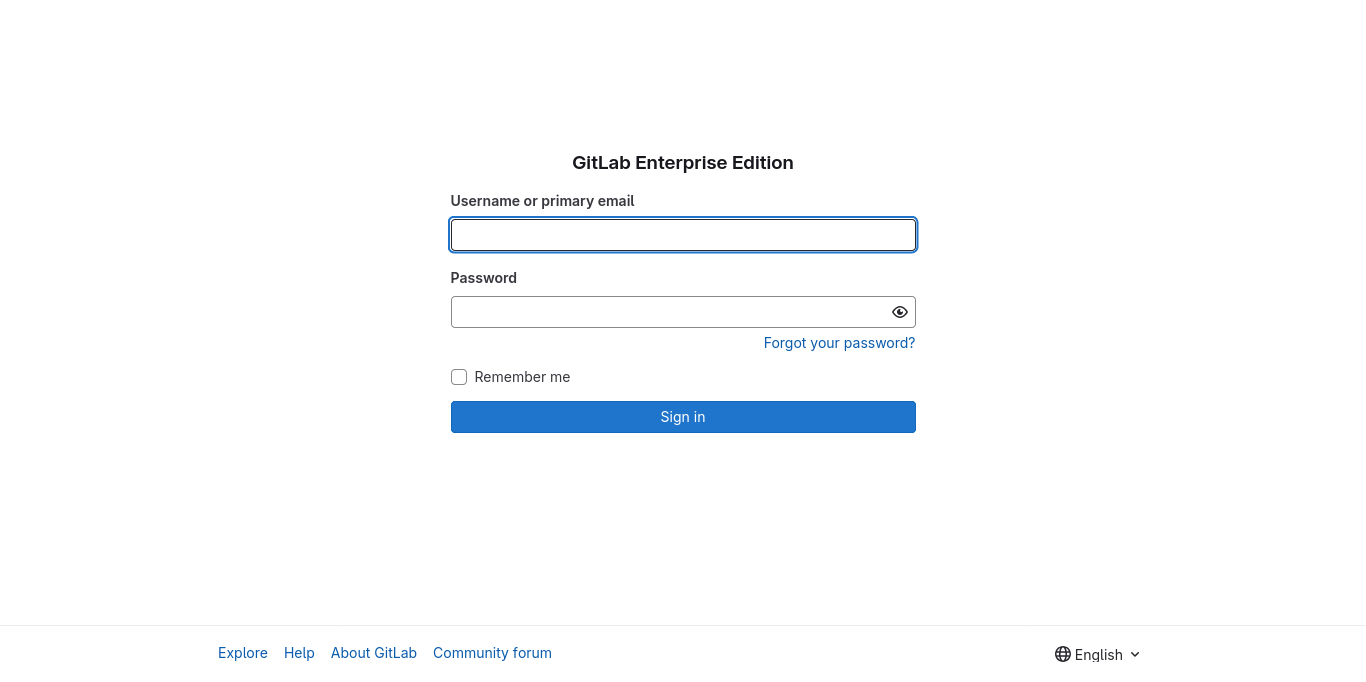 GitLab Enterprise Edition
Username or primary email
Password
Forgot your password?
Remember me
Sign in
Explore Help About GitLab Community forum English